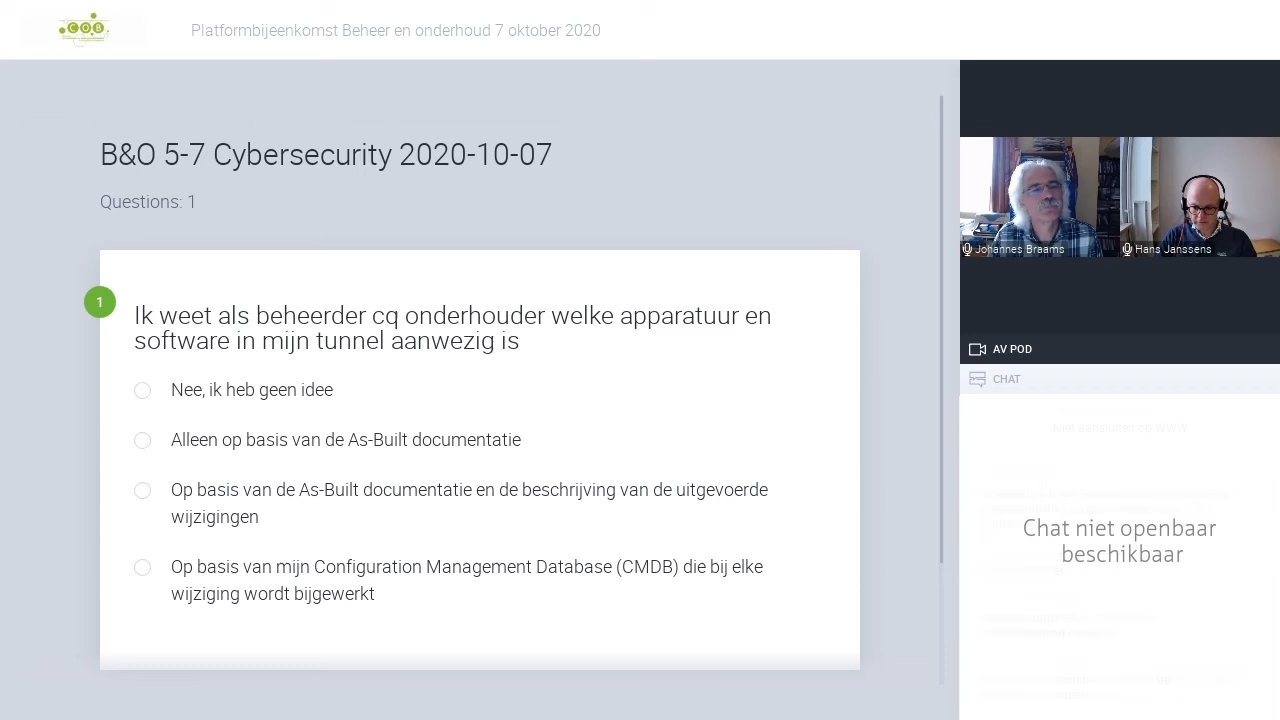 COB
Platformbijeenkomst Beheer en onderhoud 7 oktober 2020
B&O 5-7 Cybersecurity 2020-10-07
Questions: 1
1
Ik weet als beheerder cq onderhouder welke apparatuur en
software in mijn tunnel aanwezig is
Nee, ik heb geen idee
Alleen op basis van de As-Built documentatie
Op basis van de As-Built documentatie en de beschrijving van de uitgevoerde
wijzigingen
Op basis van mijn Configuration Management Database (CMDB) die bij elke
wijziging wordt bijgewerkt
Johannes Braams
Hans Janssens
AV POD
CHAT
Niet aansluiten op WWW
Chat niet openbaar
beschikbaar